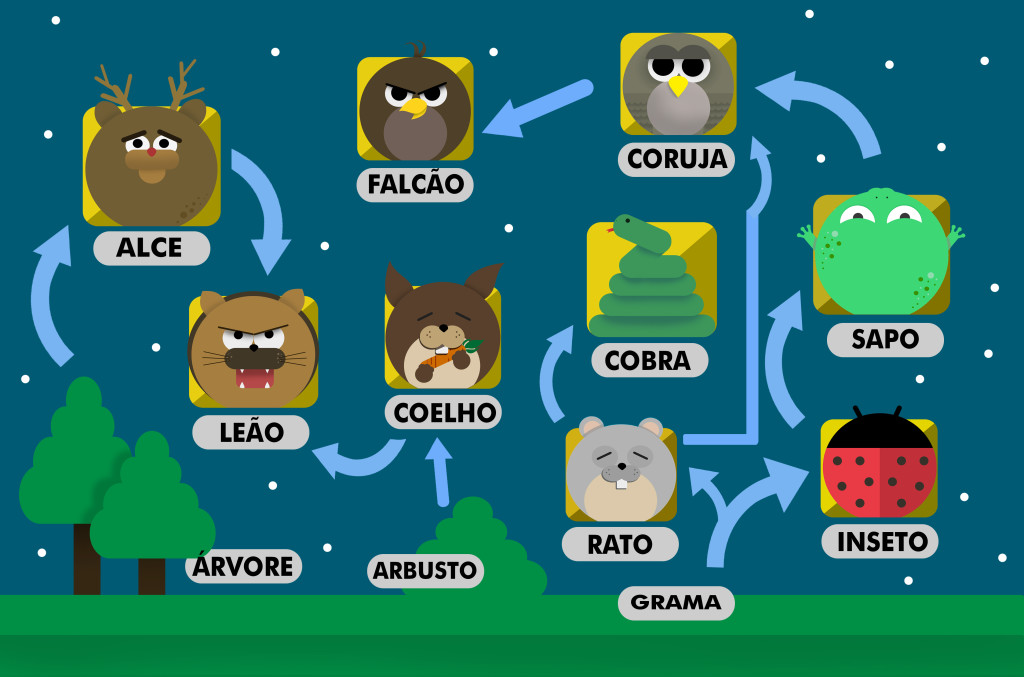 ALCE
FALCÃO
CORUJA
LEÃO
COELHO
COBRA
SAPO
RATO
INSETO
ÁRVORE
ARBUSTO
GRAMA